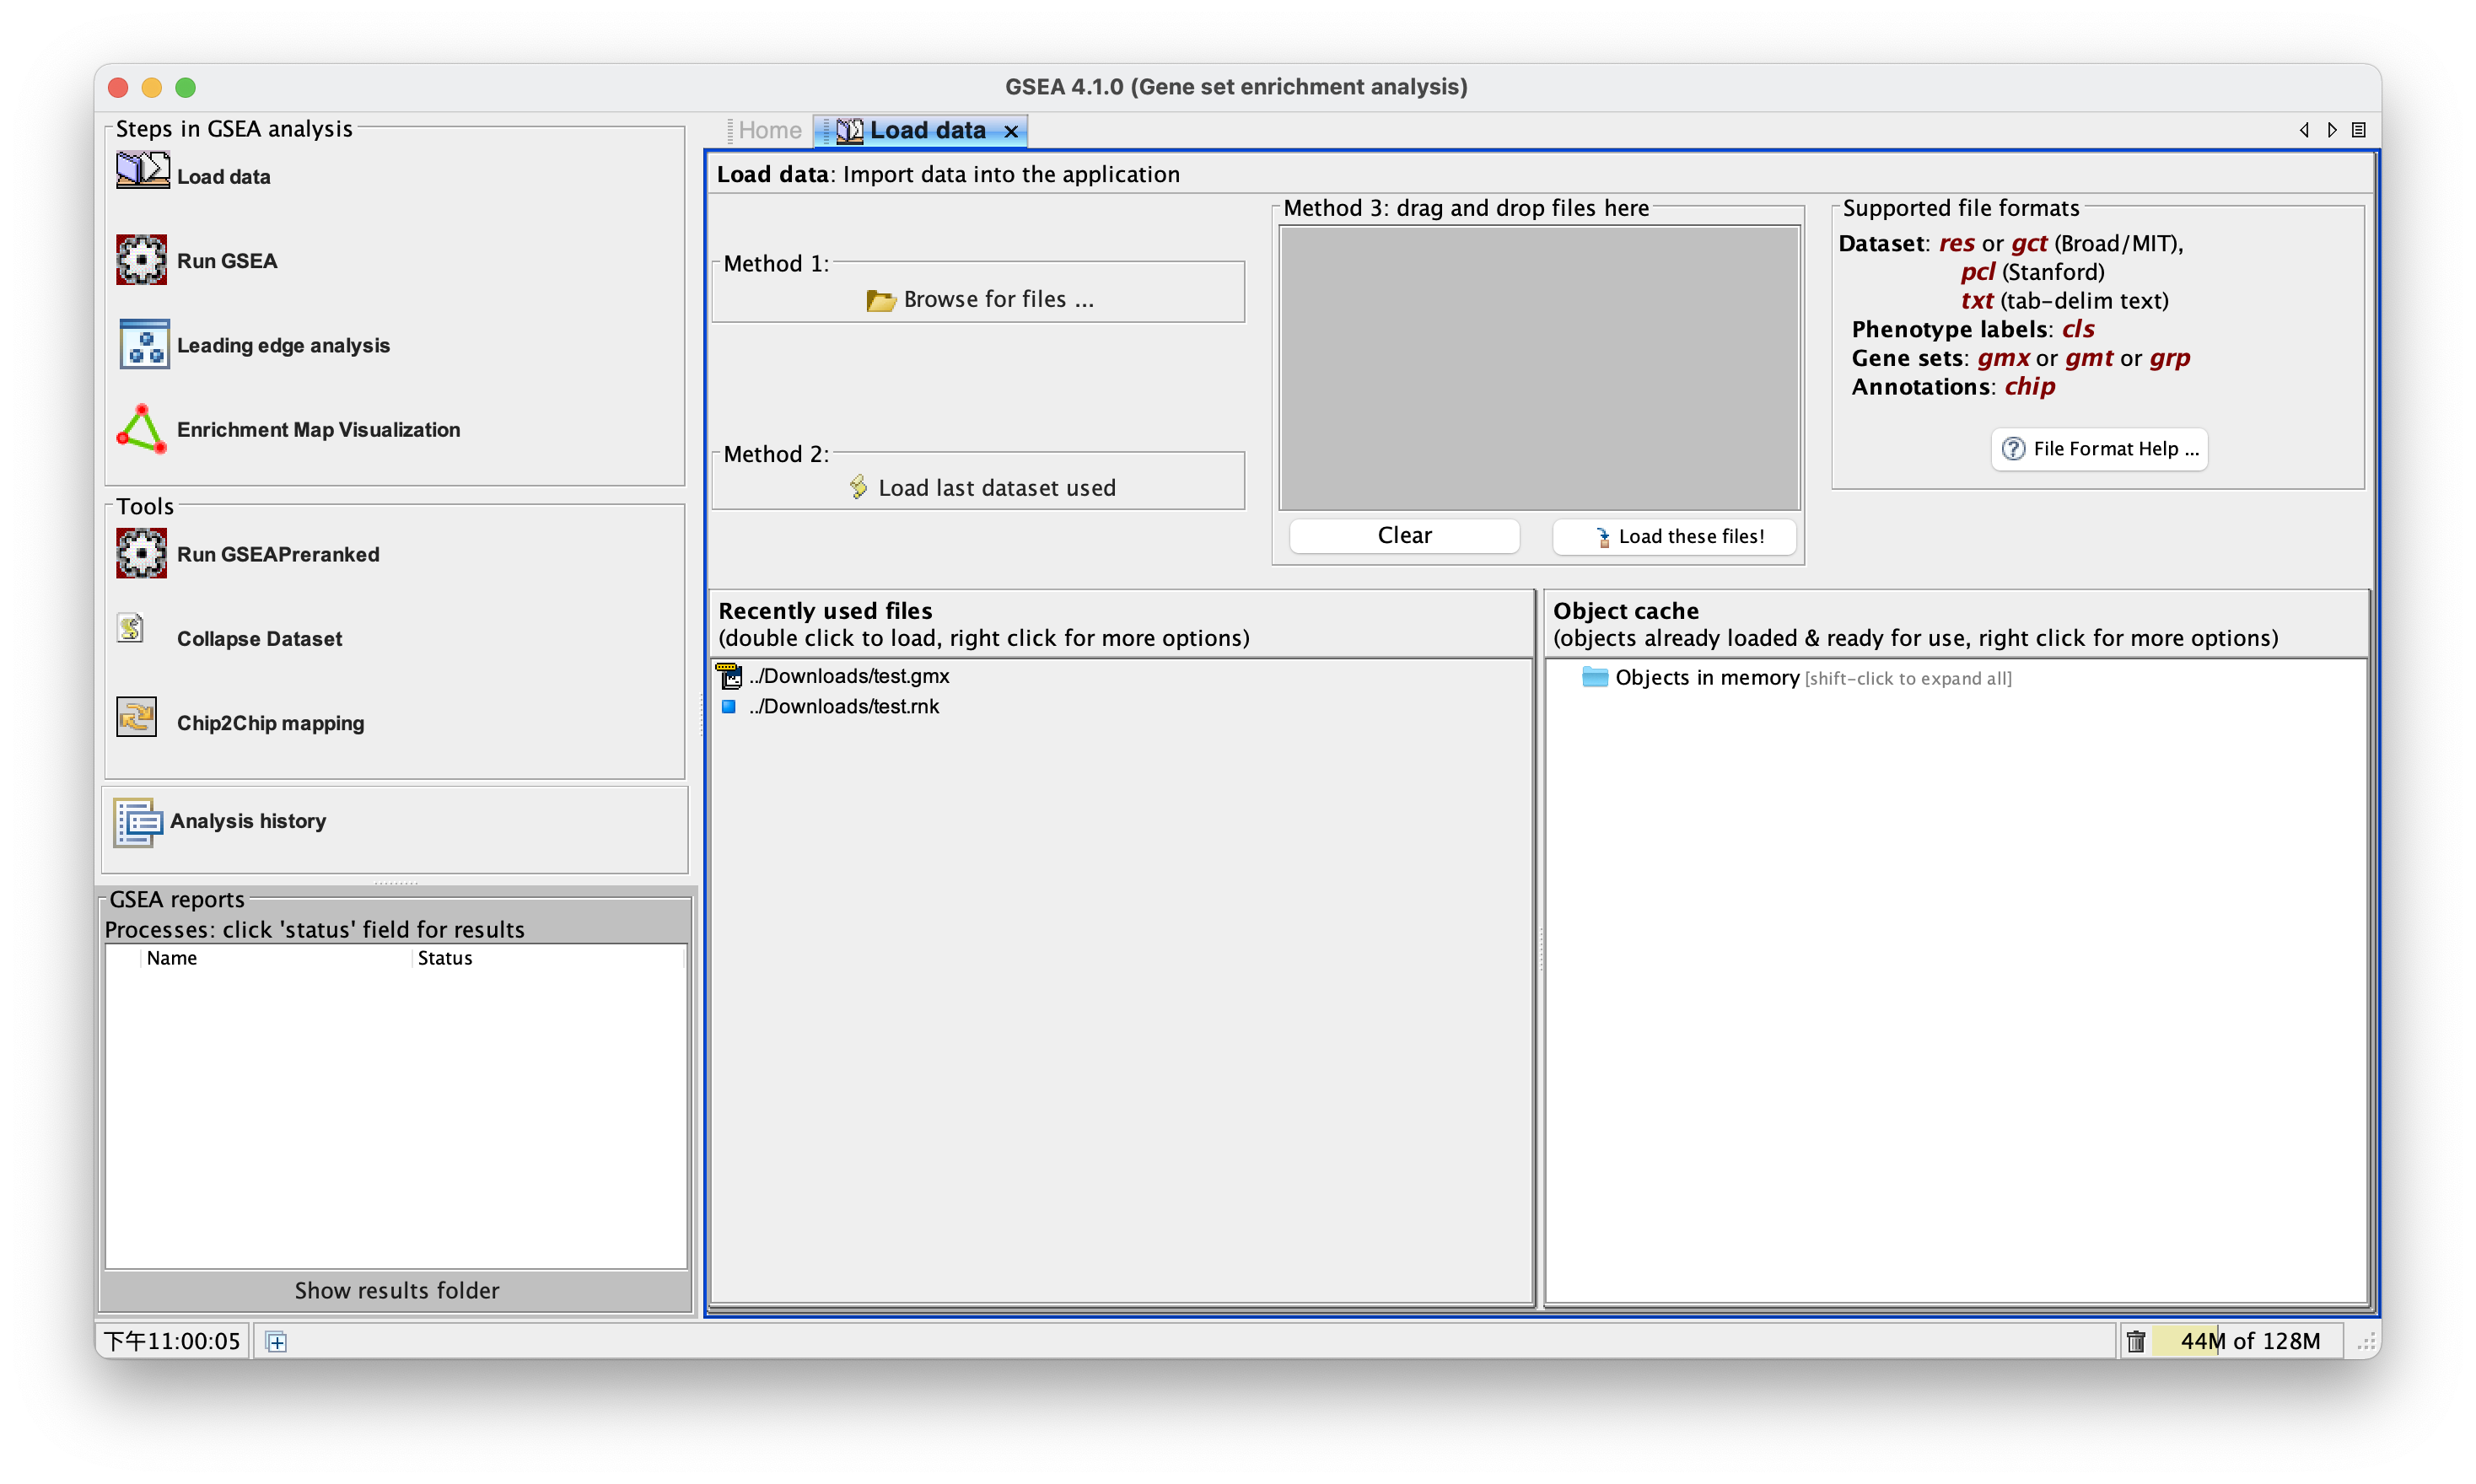 GSEA 4.1.0 (Gene set enrichment analysis)
Steps in GSEA analysis
Load data
Run GSEA
Leading edge analysis
Enrichment Map Visualization
Tools
Run GSEAPreranked
Collapse Dataset
Chip2Chip mapping
Analysis history
GSEA reports
Processes: click 'status' field for results
Name Status
Show results folder
Home Load data
Load data: Import data into the application
Method 1:
Browse for files ...
Method 2:
Load last dataset used
Method 3: drag and drop files here
Clear Load these files!
Supported file formats
Dataset: res or gct (Broad/MIT),
pcl (Stanford)
txt (tab-delim text)
Phenotype labels: cls
Gene sets: gmx or gmt or grp
Annotations: chip
File Format Help ...
Recently used files
(double click to load, right click for more options)
../Downloads/test.gmx
../Downloads/test.rnk
Object cache
(objects already loaded & ready for use, right click for more options)
Objects in memory [shift-click to expand all]
下午11:00:05
44M of 128M